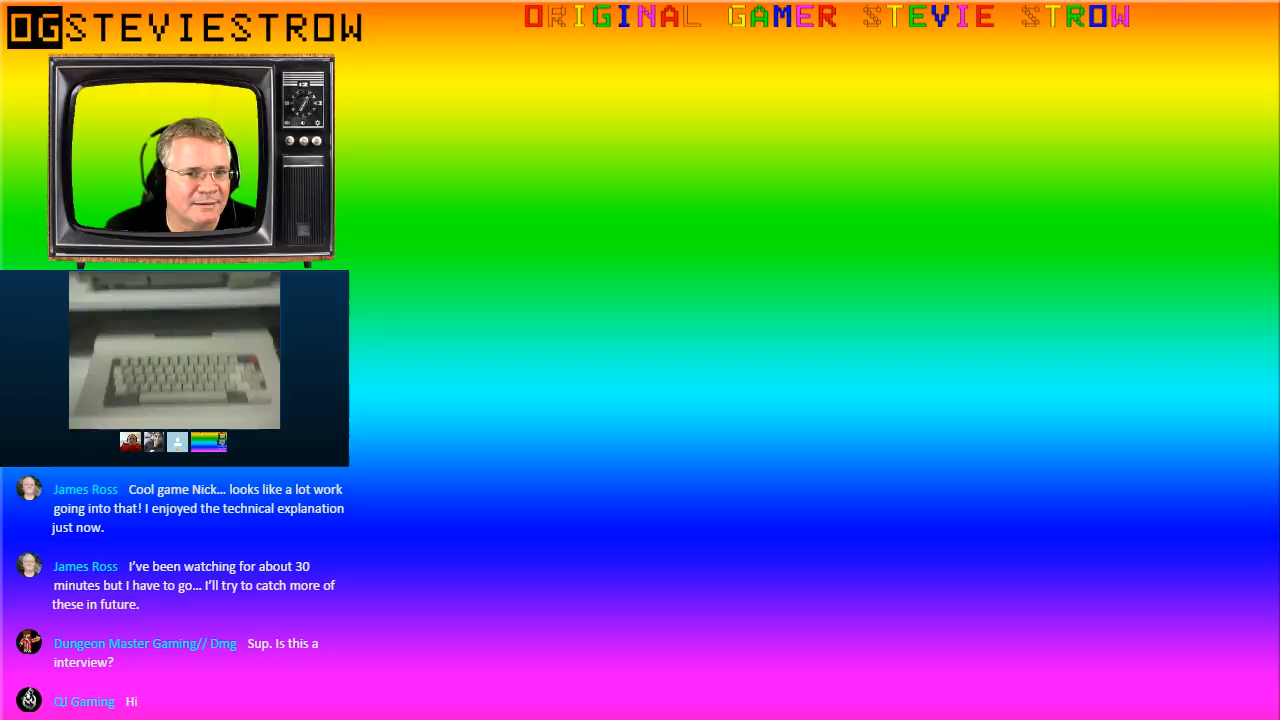 OGSTEVIESTROW
ORIGINAL GAMER STEVIE STROW
James Ross Cool game Nick... looks like a lot work
going into that! I enjoyed the technical explanation
just now.
James Ross I've been watching for about 30
minutes but I have to go... I'll try to catch more of
these in future.
Dungeon Master Gaming// Dmg Sup. Is this a
interview?
QJ Gaming Hi